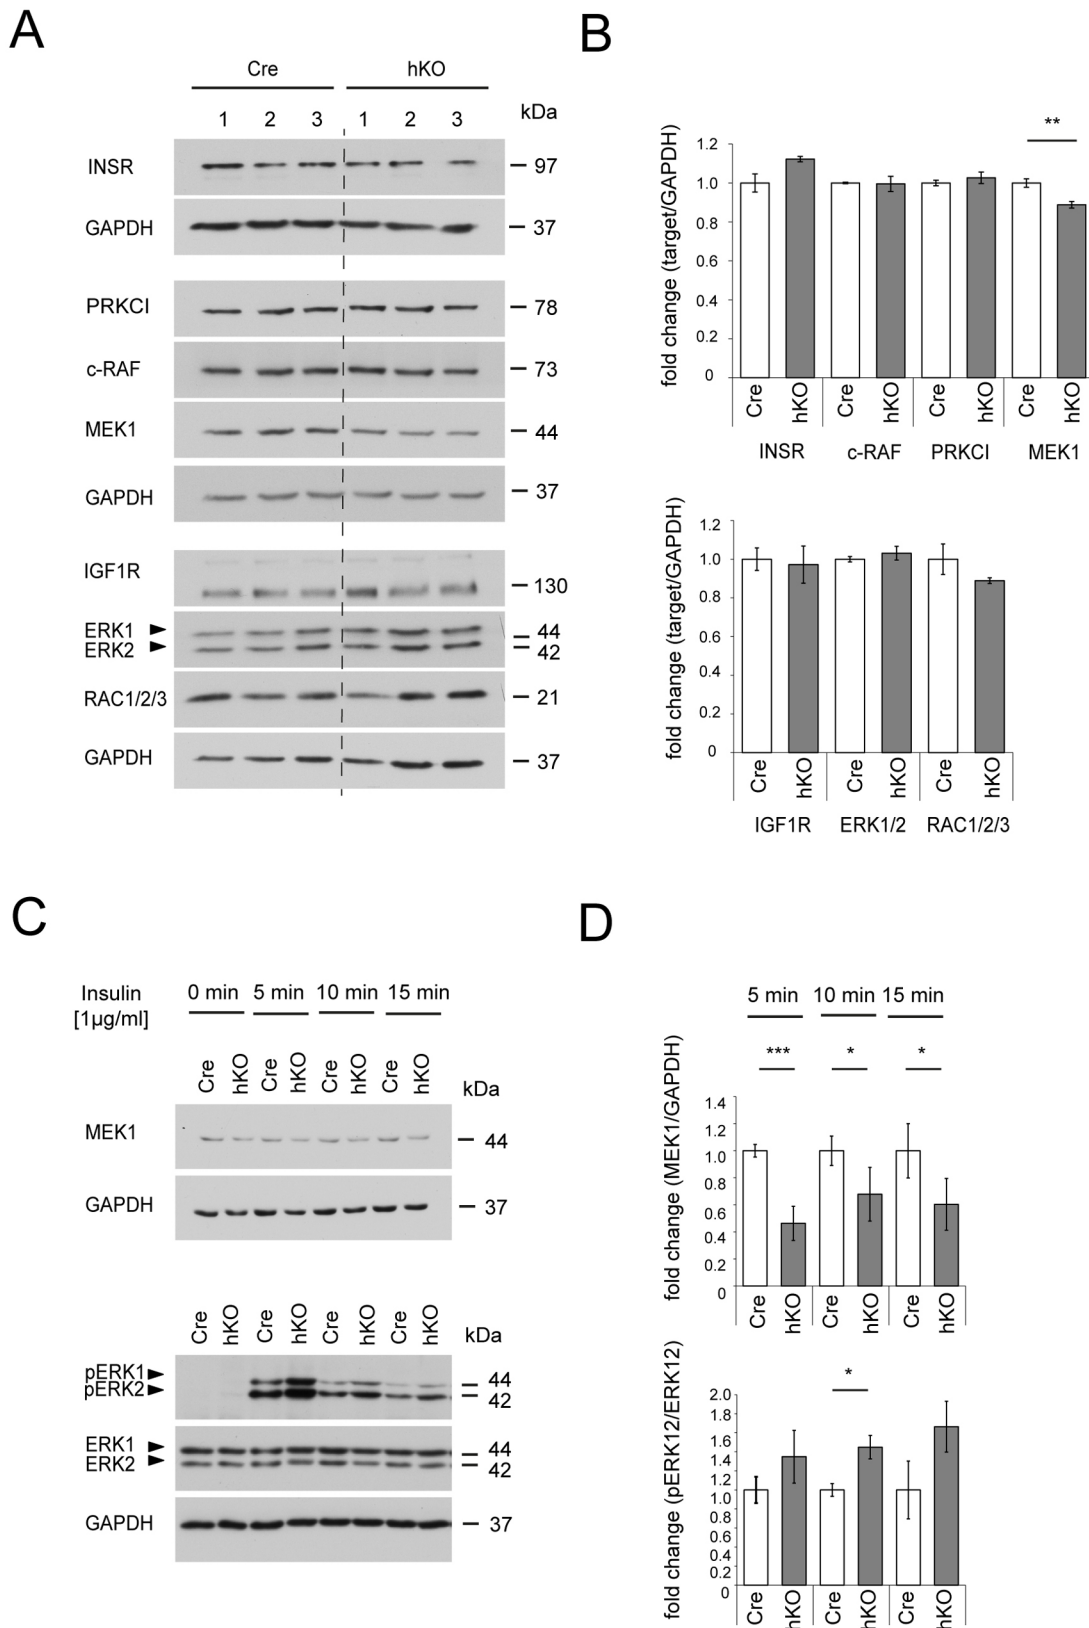 A
Cre hKO
1 2 3 1 2 3 kDa
INSR 97
GAPDH 37
PRKCI 78
c-RAF 73
MEK1 44
GAPDH 37
IGF1R 130
ERK1 44
ERK2 42
RAC1/2/3 21
GAPDH 37
B
**
fold change (target/GAPDH)
1.2
1.0
0.8
0.6
0.4
0.2
0
Cre hKO Cre hKO Cre hKO Cre hKO
INSR c-RAF PRKCI MEK1
fold change (target/GAPDH)
1.2
1.0
0.8
0.6
0.4
0.2
0
Cre hKO Cre hKO Cre hKO
IGF1R ERK1/2 RAC1/2/3
C
Insulin 0 min 5 min 10 min 15 min
[1µg/ml]
Cre hKO Cre hKO Cre hKO Cre hKO kDa
MEK1 44
GAPDH 37
Cre hKO Cre hKO Cre hKO Cre hKO kDa
pERK1 44
pERK2 42
ERK1 44
ERK2 42
GAPDH 37
D
5 min 10 min 15 min
*** * *
fold change (MEK1/GAPDH)
1.4
1.2
1.0
0.8
0.6
0.4
0.2
0
Cre hKO Cre hKO Cre hKO
*
fold change (pERK12/ERK12)
2.0
1.8
1.6
1.4
1.2
1.0
0.8
0.6
0.4
0.2
0
Cre hKO Cre hKO Cre hKO